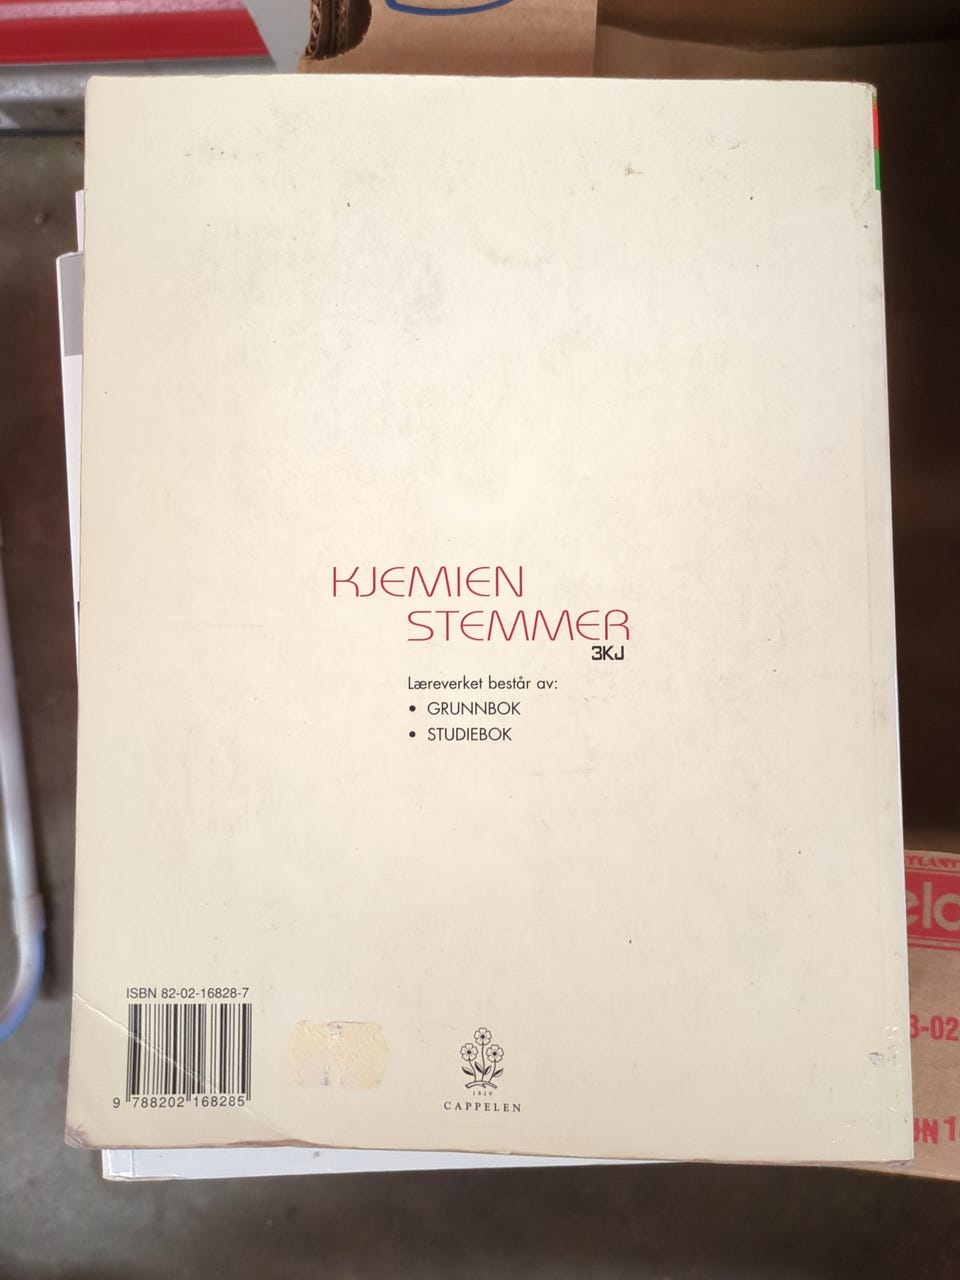 KJEMIEN
STEMMER
3KJ
Læreverket består av:
• GRUNNBOK
• STUDIEBOK
ISBN 82-02-16828-7
9 788202 168285
1829
CAPPELEN